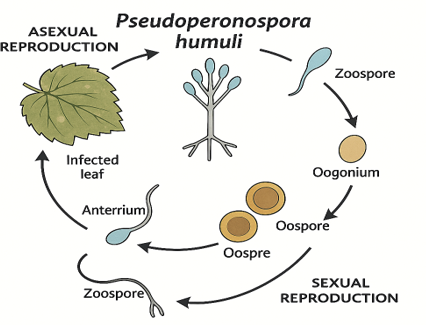 ASEXUAL
REPRODUCTION
Pseudoperonospora
humuli
Zoospore
Oogonium
Infected
leaf
Anterrium
Oospore
Oospre
Zoospore
SEXUAL
REPRODUCTION